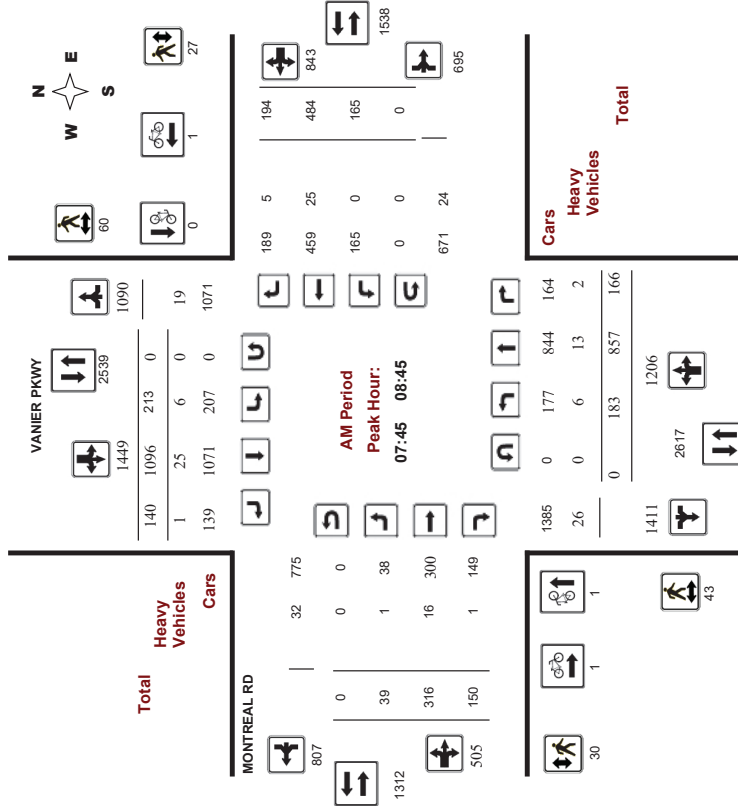 N
W E
S
27
1
60
0
VANIER PKWY
2539
1449
1090
140 1096 213 0
1 25 6 0 19
139 1071 207 0 1071
Total
Heavy
Vehicles
Cars
1538
843
695
194
484
165
0
189 5
459 25
165 0
0 0
671 24
AM Period
Peak Hour:
07:45 08:45
MONTREAL RD
32 775
0 0 0
39 1 38
316 16 300
150 1 149
807
1312
505
Cars
Heavy
Vehicles
Total
1385 0 177 844 164
26 0 6 13 2
0 183 857 166
1411
1206
2617
1
1
30
43